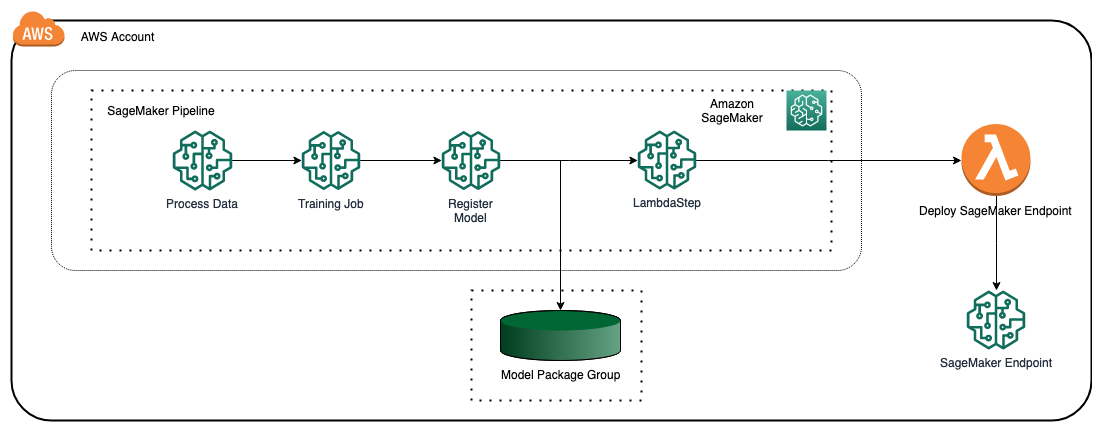 AWS
AWS Account
SageMaker Pipeline
Amazon
SageMaker
Process Data
Training Job
Register
Model
LambdaStep
Deploy SageMaker Endpoint
SageMaker Endpoint
Model Package Group